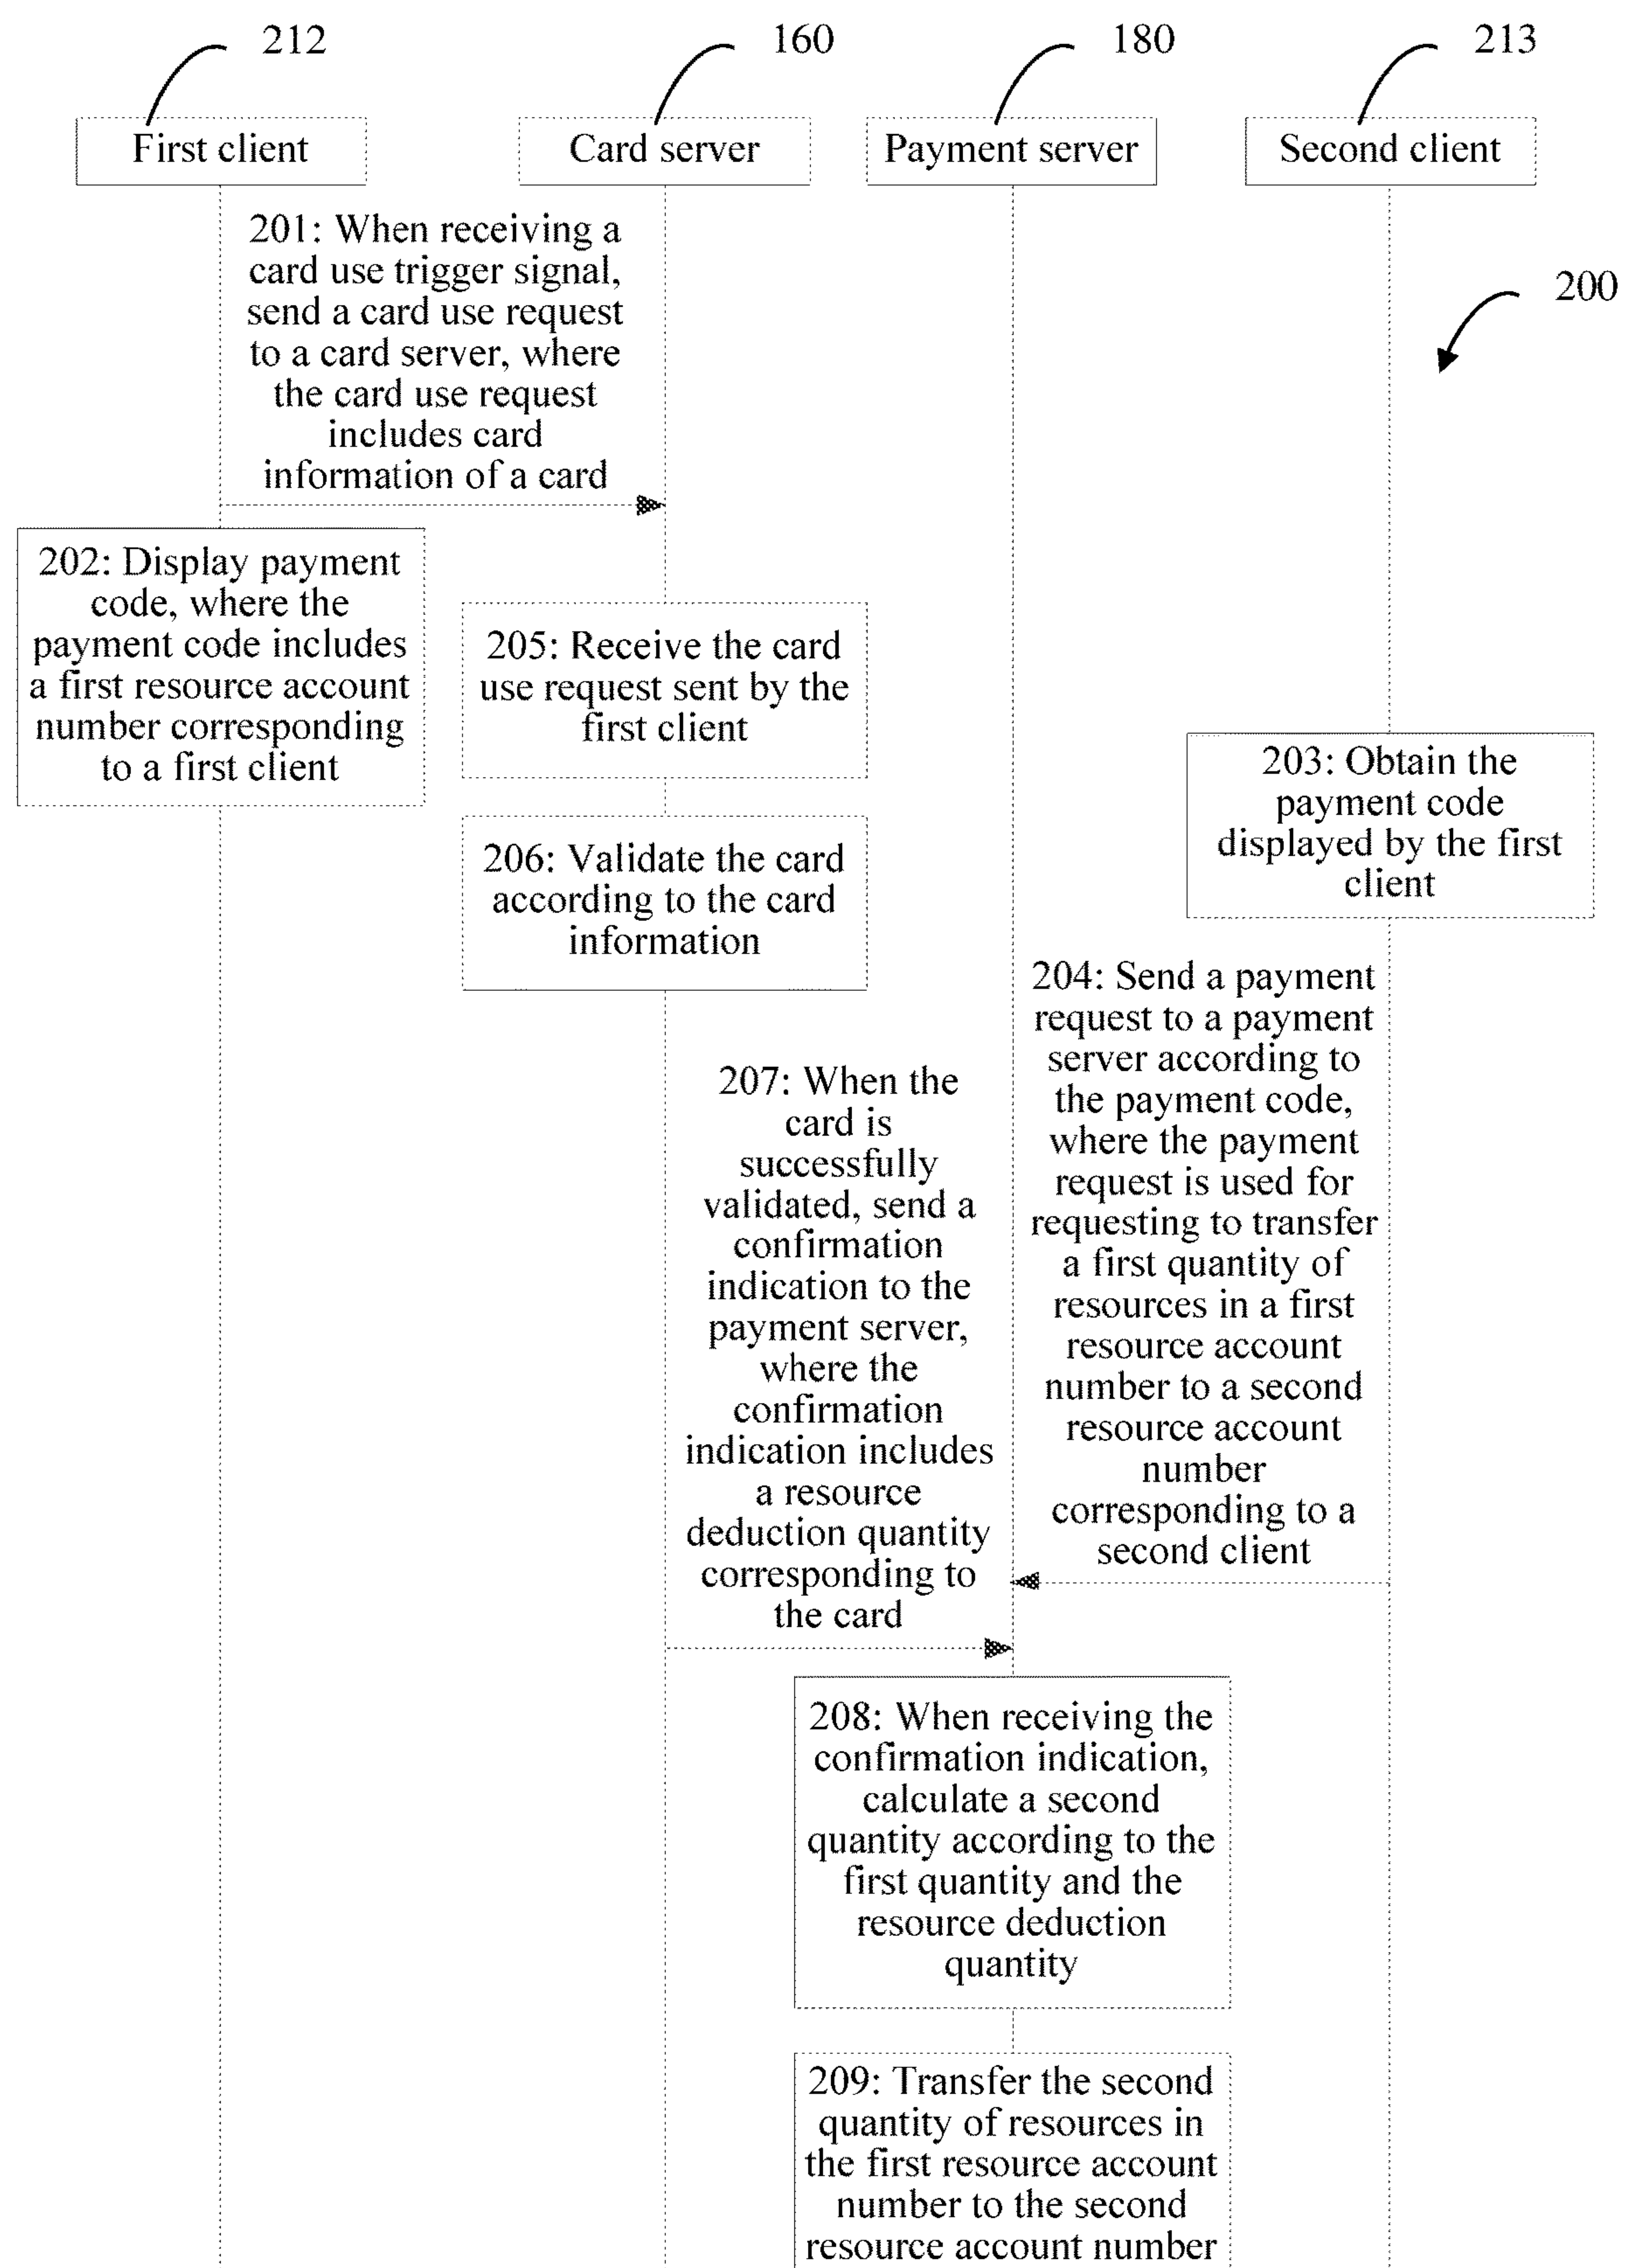 212
160
180
213
First client
Card server
Payment server
Second client
201: When receiving a
card use trigger signal,
send a card use request
to a card server, where
the card use request
includes card
information of a card
200
202: Display payment
code, where the
payment code includes
a first resource account
number corresponding
to a first client
205: Receive the card
use request sent by the
first client
203: Obtain the
payment code
displayed by the first
client
206: Validate the card
according to the card
information
204: Send a payment
request to a payment
server according to
the payment code,
where the payment
request is used for
requesting to transfer
a first quantity of
resources in a first
resource account
number to a second
resource account
number
corresponding to a
second client
207: When the
card is
successfully
validated, send a
confirmation
indication to the
payment server,
where the
confirmation
indication includes
a resource
deduction quantity
corresponding to
the card
208: When receiving the
confirmation indication,
calculate a second
quantity according to the
first quantity and the
resource deduction
quantity
209: Transfer the second
quantity of resources in
the first resource account
number to the second
resource account number